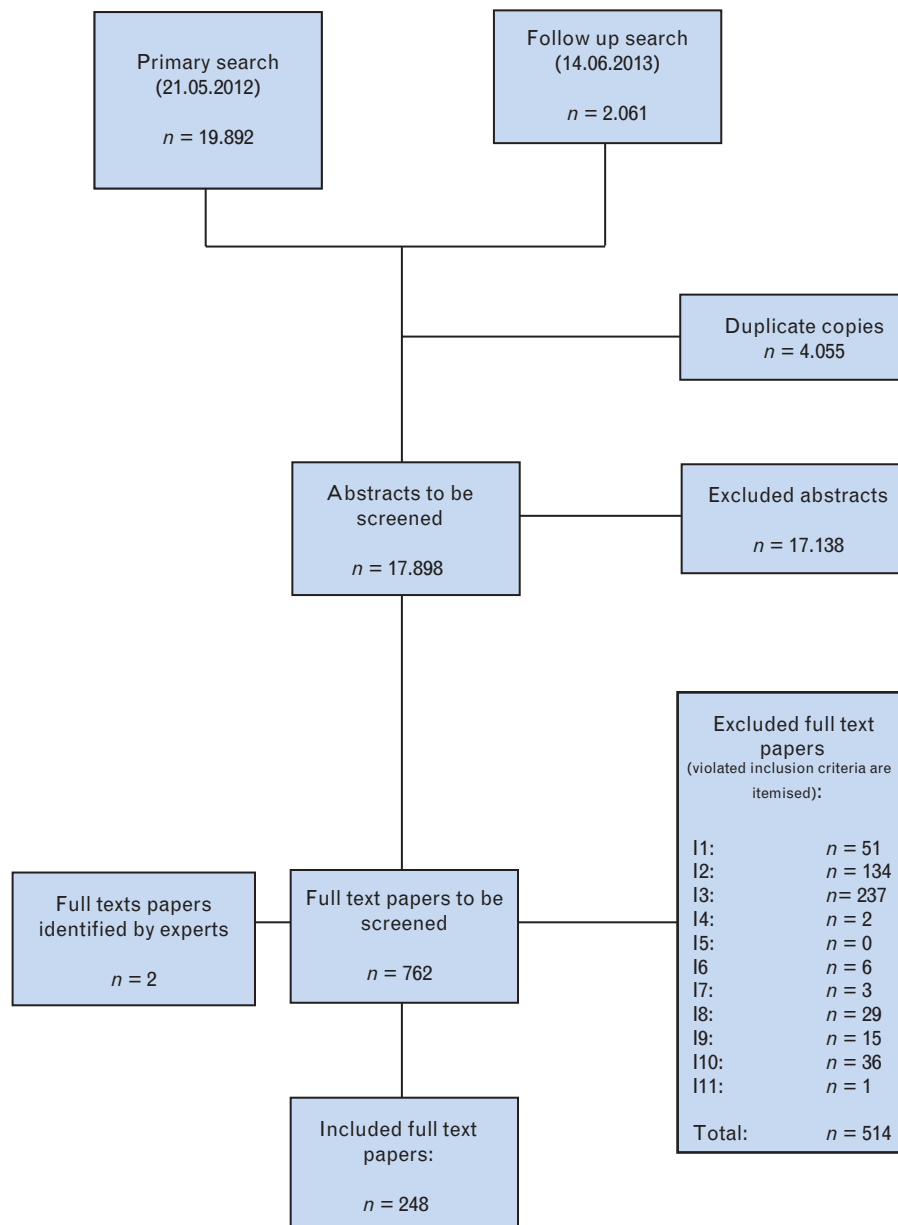 Primary search
(21.05.2012)
n = 19.892
Follow up search
(14.06.2013)
n = 2.061
Duplicate copies
n = 4.055
Abstracts to be
screened
n = 17.898
Excluded abstracts
n = 17.138
Excluded full text
papers
(violated inclusion criteria are
itemised):
I1: n = 51
I2: n = 134
I3: n= 237
I4: n = 2
I5: n = 0
I6 n = 6
I7: n = 3
I8: n = 29
I9: n = 15
I10: n = 36
I11: n = 1
Total: n = 514
Full texts papers
identified by experts
n = 2
Full text papers to be
screened
n = 762
Included full text
papers:
n = 248